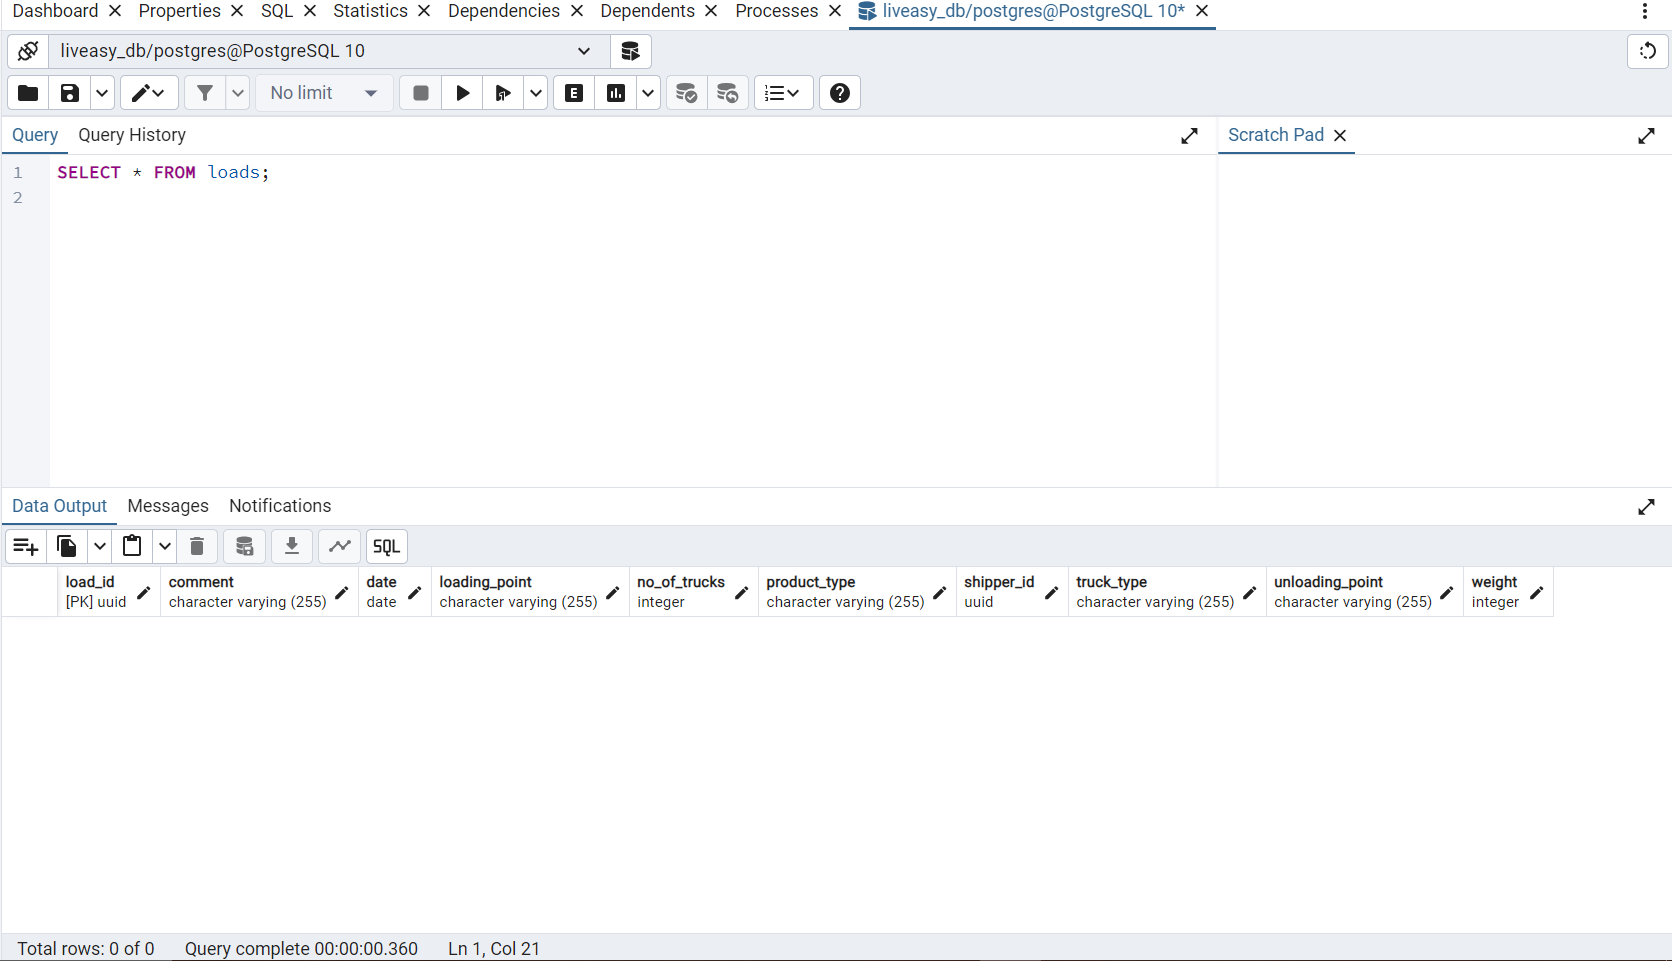 Dashboard Properties SQL Statistics Dependencies Dependents Processes liveasy_db/postgres@PostgreSQL 10*
liveasy_db/postgres@PostgreSQL 10
No limit E
Query Query History Scratch Pad
1 SELECT * FROM loads;
2
Data Output Messages Notifications
SQL
load_id comment date loading_point no_of_trucks product_type shipper_id truck_type unloading_point weight
[PK] uuid character varying (255) date character varying (255) integer character varying (255) uuid character varying (255) character varying (255) integer
Total rows: 0 of 0 Query complete 00:00:00.360 Ln 1, Col 21